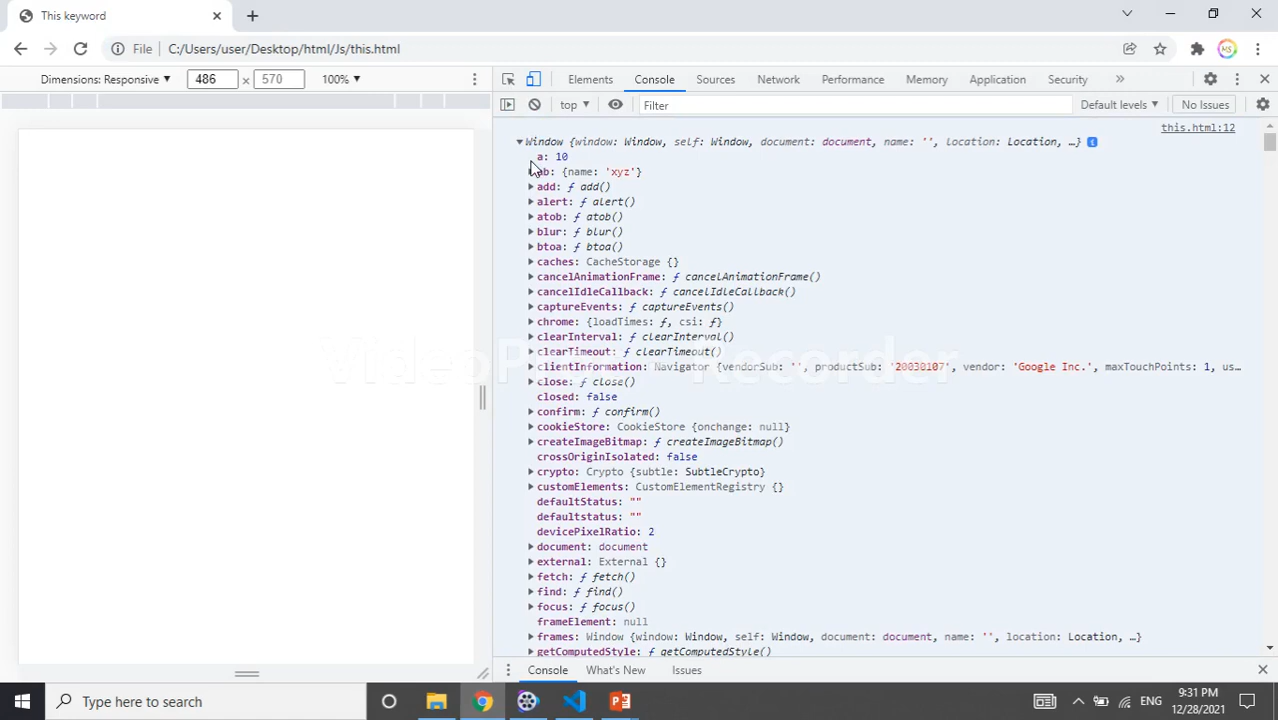 This keyword
File
C:/Users/user/Desktop/html/Js/this.html
Dimensions: Responsive ▼ 486 × 570 100% ▼
Elements Console Sources Network Performance Memory Application Security »
top ▼ Filter Default levels ▼ No Issues
this.html:12
Window {window: Window, self: Window, document: document, name: '', location: Location, …}
a: 10
ab: {name: 'xyz'}
add: ƒ add()
alert: ƒ alert()
atob: ƒ atob()
blur: ƒ blur()
btoa: ƒ btoa()
caches: CacheStorage {}
cancelAnimationFrame: ƒ cancelAnimationFrame()
cancelIdleCallback: ƒ cancelIdleCallback()
captureEvents: ƒ captureEvents()
chrome: {loadTimes: ƒ, csi: ƒ}
clearInterval: ƒ clearInterval()
clearTimeout: ƒ clearTimeout()
clientInformation: Navigator {vendorSub: '', productSub: '20030107', vendor: 'Google Inc.', maxTouchPoints: 1, us…
close: ƒ close()
closed: false
confirm: ƒ confirm()
cookieStore: CookieStore {onchange: null}
createImageBitmap: ƒ createImageBitmap()
crossOriginIsolated: false
crypto: Crypto {subtle: SubtleCrypto}
customElements: CustomElementRegistry {}
defaultStatus: ""
defaultstatus: ""
devicePixelRatio: 2
document: document
external: External {}
fetch: ƒ fetch()
find: ƒ find()
focus: ƒ focus()
frameElement: null
frames: Window {window: Window, self: Window, document: document, name: '', location: Location, …}
getComputedStyle: ƒ getComputedStyle()
Console What's New Issues
Type here to search
ENG
9:31 PM
12/28/2021
Recorder